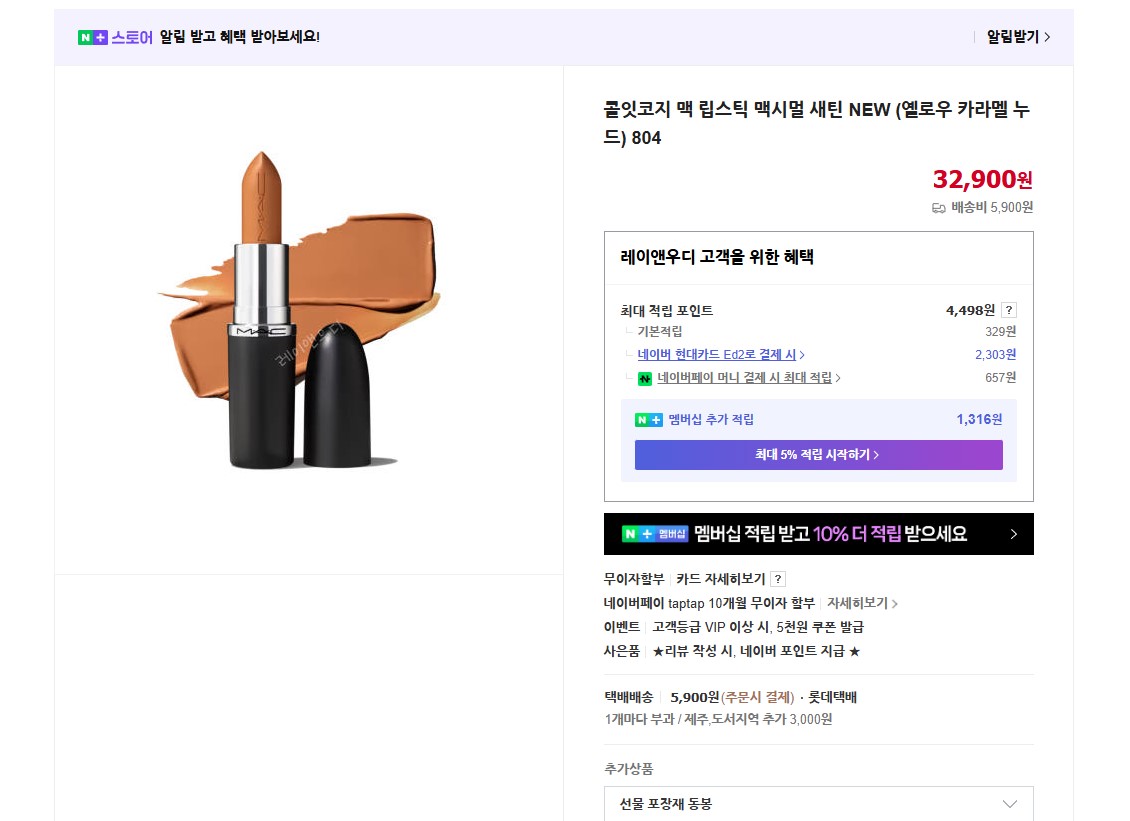 N+ 스토어 알림 받고 혜택 받아보세요! 알림받기 >
콜잇코지 맥 립스틱 맥시멀 새틴 NEW (옐로우 카라멜 누
드) 804
32,900원
배송비 5,900원
MAC
MAC
레이앤우디
레이앤우디 고객을 위한 혜택
최대 적립 포인트 4,498원 ?
기본적립 329원
네이버 현대카드 Ed2로 결제 시 > 2,303원
N 네이버페이 머니 결제 시 최대 적립 > 657원
N+ 멤버십 추가 적립 1,316원
최대 5% 적립 시작하기 >
N+ 멤버십 멤버십 적립 받고 10% 더 적립 받으세요 >
무이자할부 카드 자세히보기 ?
네이버페이 taptap 10개월 무이자 할부 자세히보기 >
이벤트 고객등급 VIP 이상 시, 5천원 쿠폰 발급
사은품 ★리뷰 작성 시, 네이버 포인트 지급 ★
택배배송 5,900원(주문시 결제) · 롯데택배
1개마다 부과 / 제주,도서지역 추가 3,000원
추가상품
선물 포장재 동봉